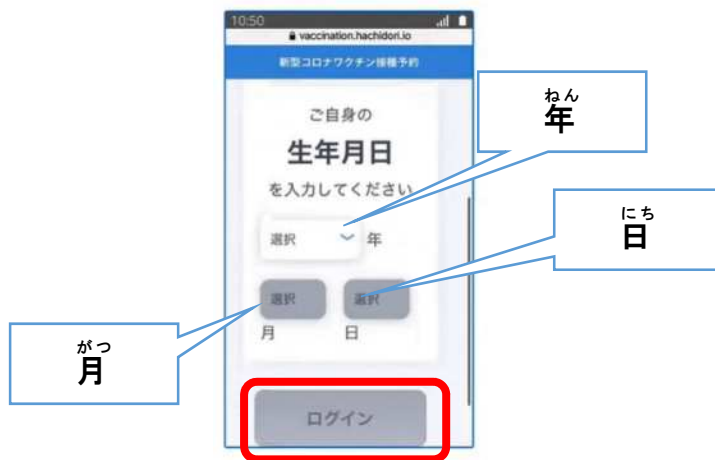 10:50
vaccination.hachidori.io
新型コロナワクチン接種予約
ご自身の
生年月日
を入力してください
選択 年
選択 選択
月 日
ログイン
ねん
年
にち
日
がつ
月